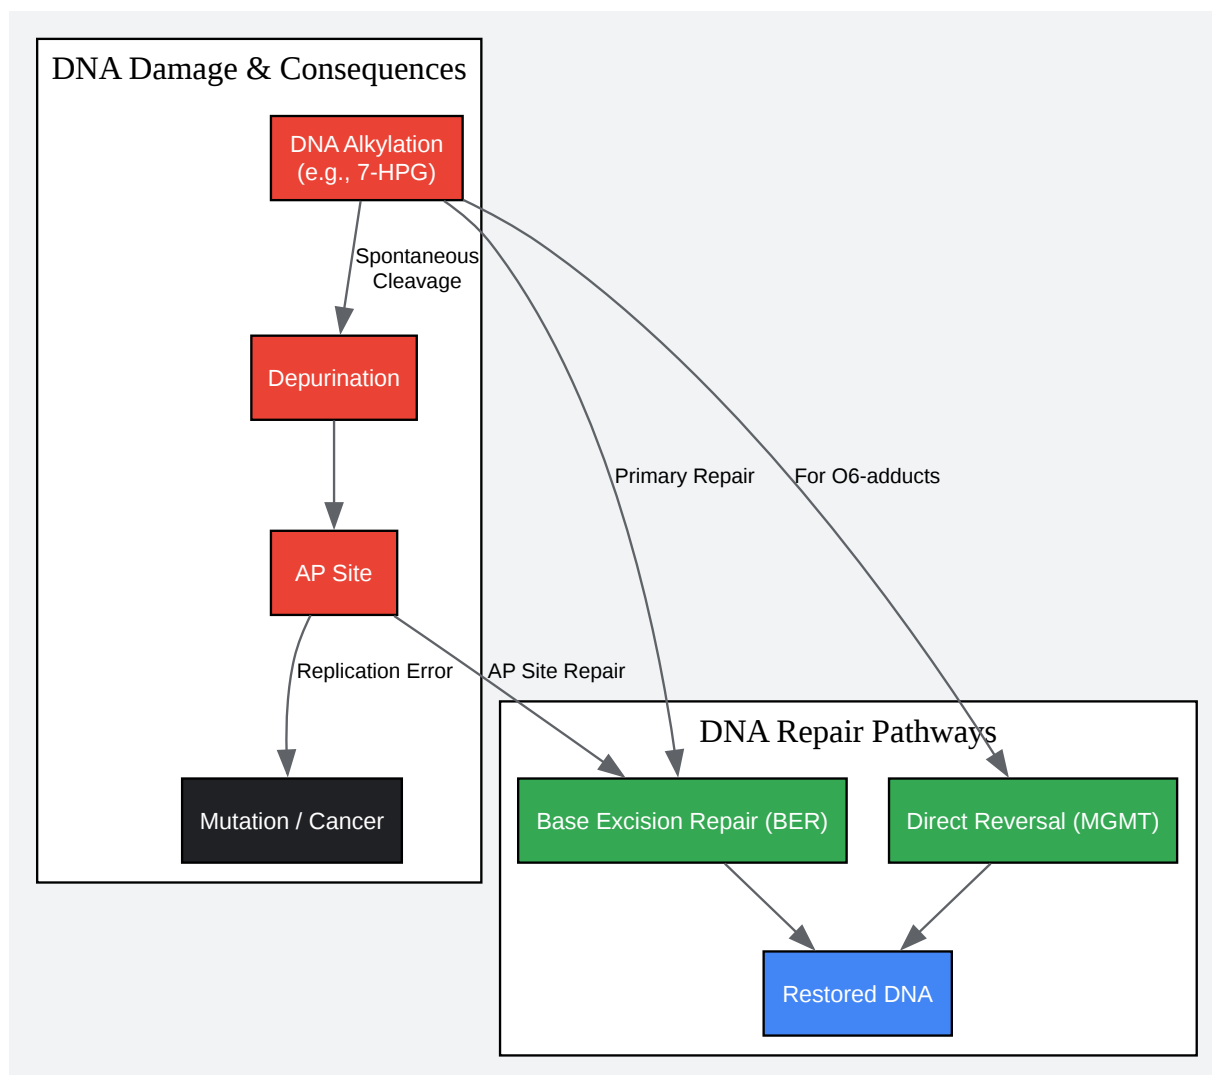 DNA Damage & Consequences
DNA Alkylation
(e.g., 7-HPG)
Spontaneous
Cleavage
Depurination
Primary Repair
For O6-adducts
AP Site
Replication Error
AP Site Repair
DNA Repair Pathways
Mutation / Cancer
Base Excision Repair (BER)
Direct Reversal (MGMT)
Restored DNA